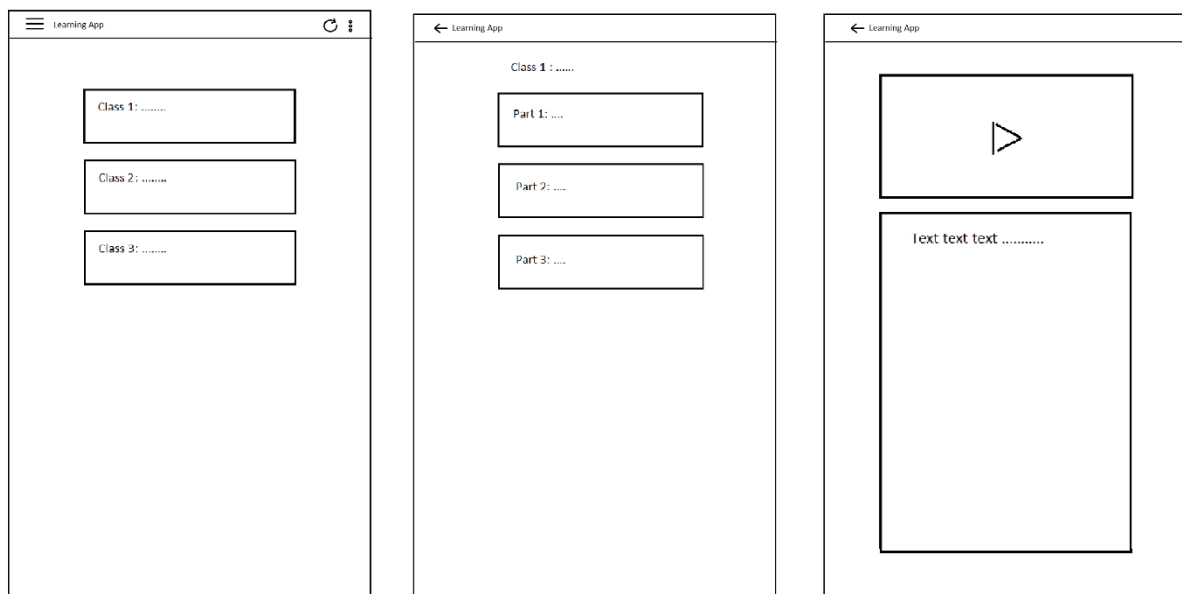 Learning App
Class 1: ........
Class 2: ........
Class 3: ........
Learning App
Class 1 : ......
Part 1: ....
Part 2: ....
Part 3: ....
Learning App
Text text text ...........